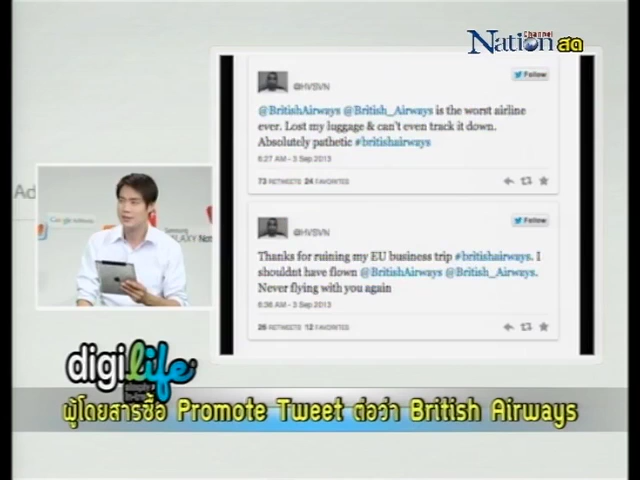 Nation
Channel
สด
Follow
@HVSVN
@BritishAirways @British_Airways is the worst airline
ever. Lost my luggage & can't even track it down.
Absolutely pathetic #britishairways
6:27 AM - 3 Sep 2013
73 RETWEETS 24 FAVORITES
Follow
@HVSVN
Thanks for ruining my EU business trip #britishairways. I
shouldnt have flown @BritishAirways @British_Airways.
Never flying with you again
6:36 AM - 3 Sep 2013
26 RETWEETS 12 FAVORITES
Ad
Samsung
GALAXY Not
digilife
ผู้โดยสารซื้อ Promote Tweet ต่อว่า British Airways